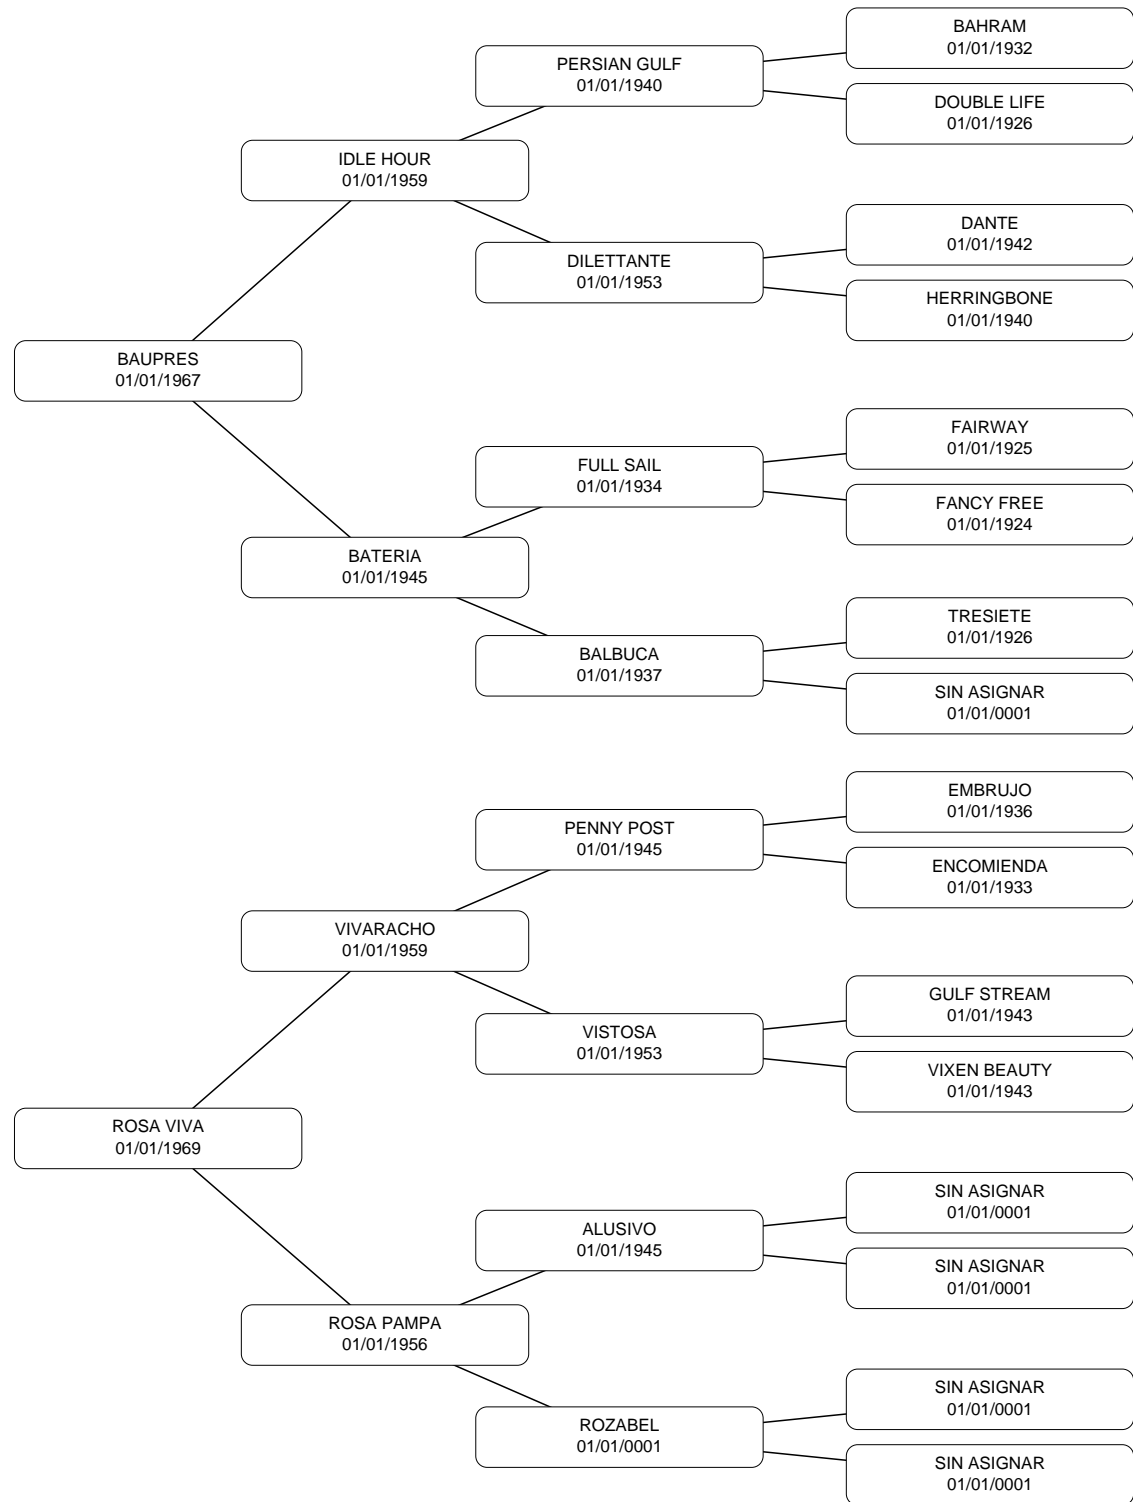 BAHRAM
01/01/1932
PERSIAN GULF
01/01/1940
DOUBLE LIFE
01/01/1926
IDLE HOUR
01/01/1959
DANTE
01/01/1942
DILETTANTE
01/01/1953
HERRINGBONE
01/01/1940
BAUPRES
01/01/1967
FAIRWAY
01/01/1925
FULL SAIL
01/01/1934
FANCY FREE
01/01/1924
BATERIA
01/01/1945
TRESIETE
01/01/1926
BALBUCA
01/01/1937
SIN ASIGNAR
01/01/0001
EMBRUJO
01/01/1936
PENNY POST
01/01/1945
ENCOMIENDA
01/01/1933
VIVARACHO
01/01/1959
GULF STREAM
01/01/1943
VISTOSA
01/01/1953
VIXEN BEAUTY
01/01/1943
ROSA VIVA
01/01/1969
SIN ASIGNAR
01/01/0001
ALUSIVO
01/01/1945
SIN ASIGNAR
01/01/0001
ROSA PAMPA
01/01/1956
SIN ASIGNAR
01/01/0001
ROZABEL
01/01/0001
SIN ASIGNAR
01/01/0001